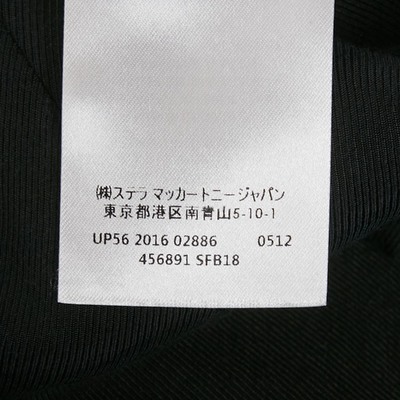 (株)ステラ マッカートニージャパン
東京都港区南青山5-10-1
UP56 2016 02886 0512
456891 SFB18